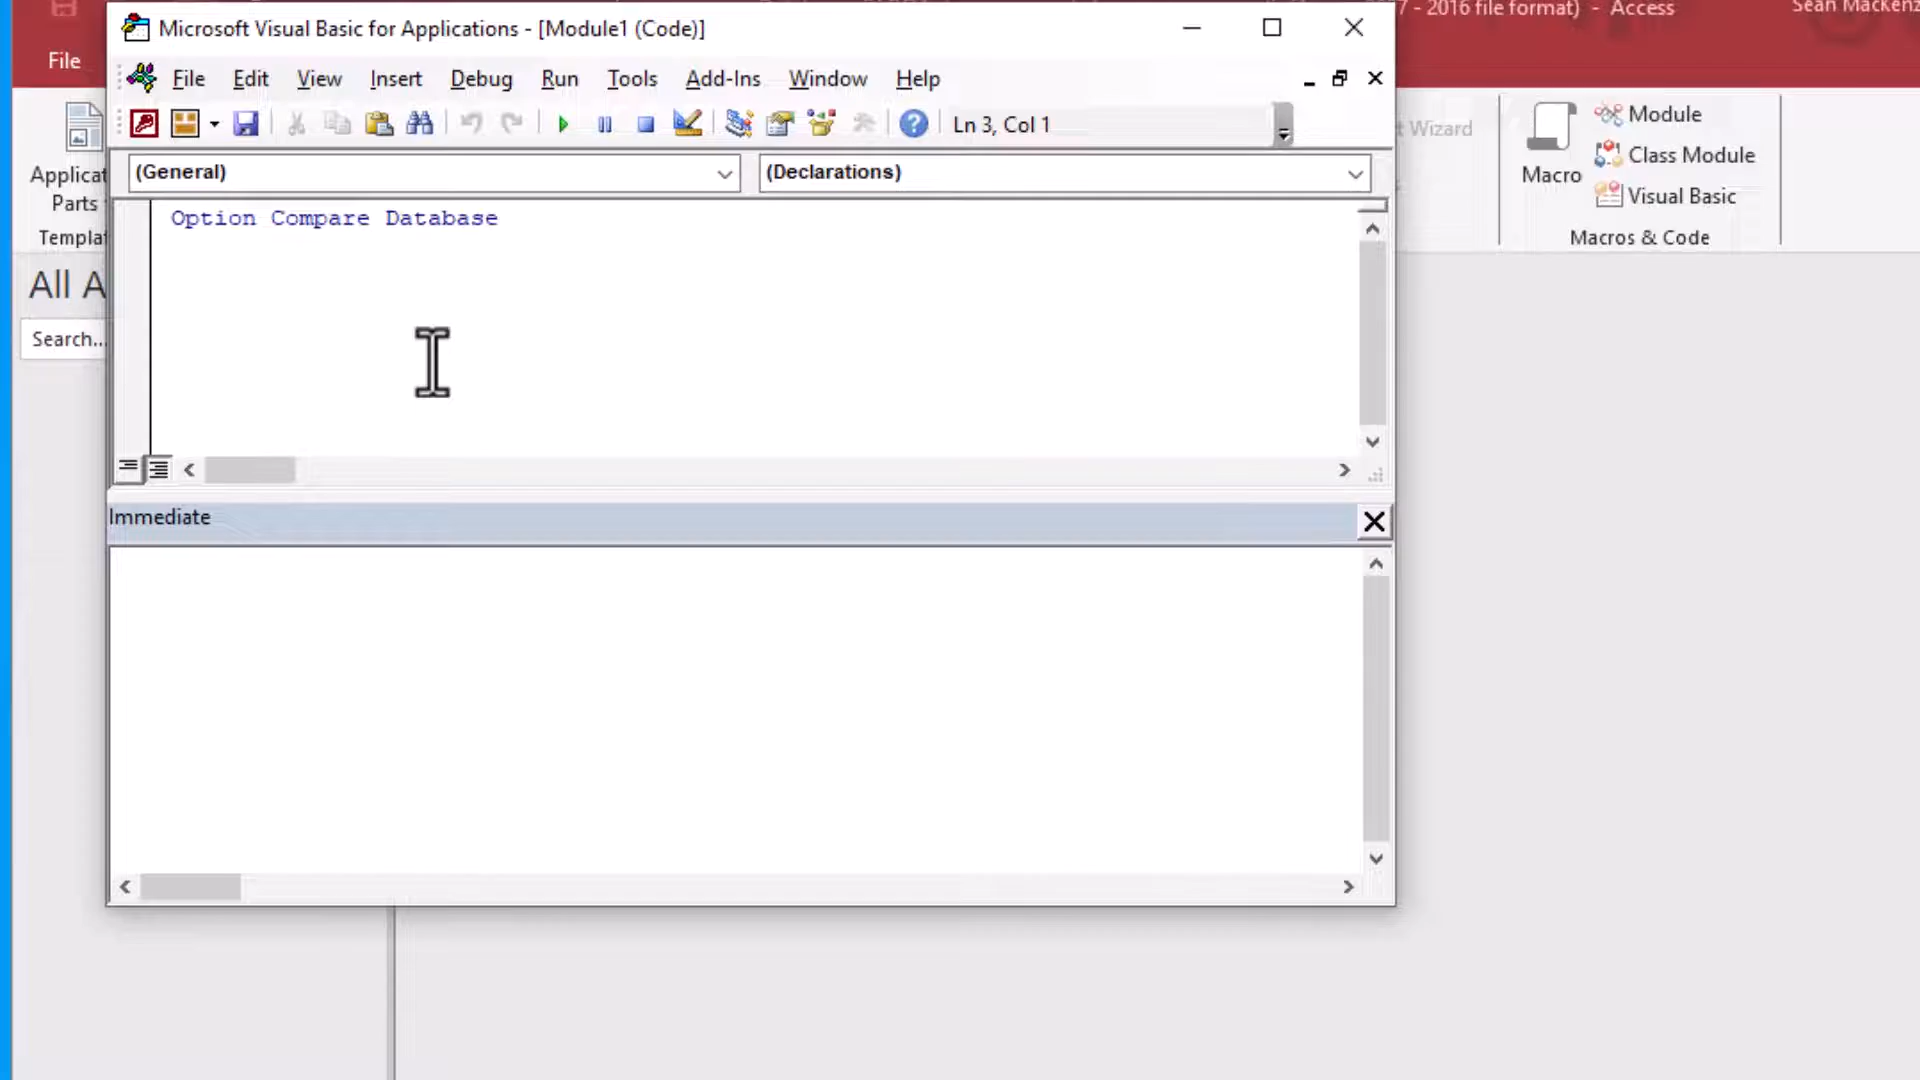 Microsoft Visual Basic for Applications - [Module1 (Code)]
- 2016 file format) - Access
File
File Edit View Insert Debug Run Tools Add-Ins Window Help
Ln 3, Col 1
Wizard
Module
Class Module
Macro
Visual Basic
Parts
Macros & Code
(General)
(Declarations)
Option Compare Database
All A
Search...
Immediate